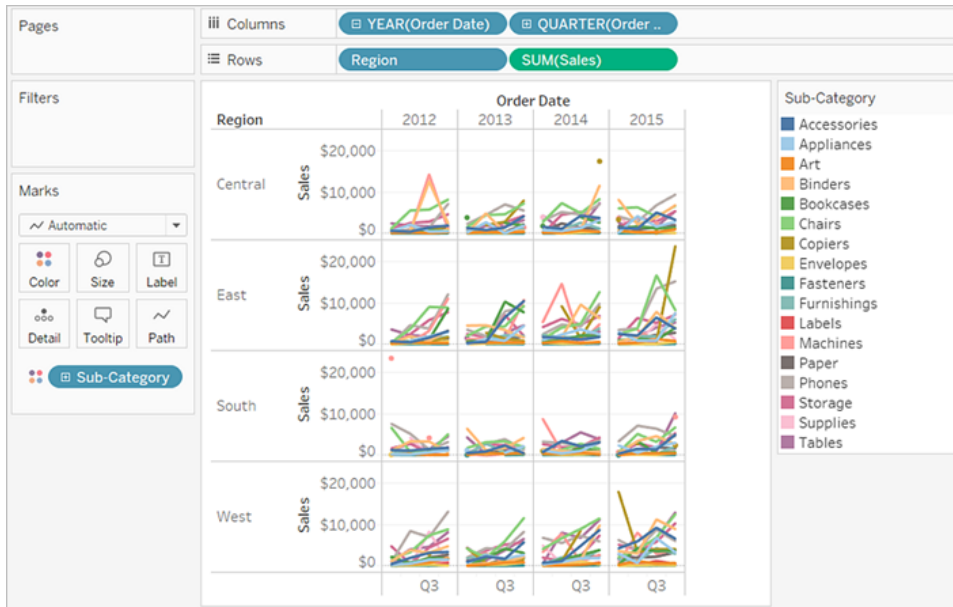 Pages
Columns
YEAR(Order Date)
QUARTER(Order ..
Rows
Region
SUM(Sales)
Filters
Marks
Automatic
Color
Size
Label
Detail
Tooltip
Path
Sub-Category
Order Date
Region
2012
2013
2014
2015
Central
Sales
$20,000
$10,000
$0
East
Sales
$20,000
$10,000
$0
South
Sales
$20,000
$10,000
$0
West
Sales
$20,000
$10,000
$0
Q3
Q3
Q3
Q3
Sub-Category
Accessories
Appliances
Art
Binders
Bookcases
Chairs
Copiers
Envelopes
Fasteners
Furnishings
Labels
Machines
Paper
Phones
Storage
Supplies
Tables